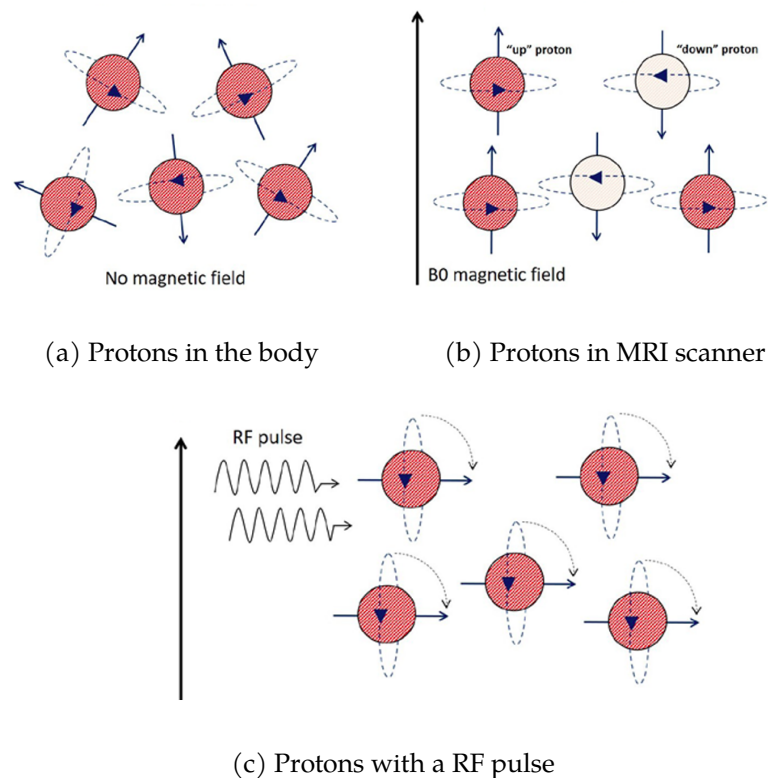 "up" proton
"down" proton
No magnetic field
B0 magnetic field
(a) Protons in the body
(b) Protons in MRI scanner
RF pulse
(c) Protons with a RF pulse